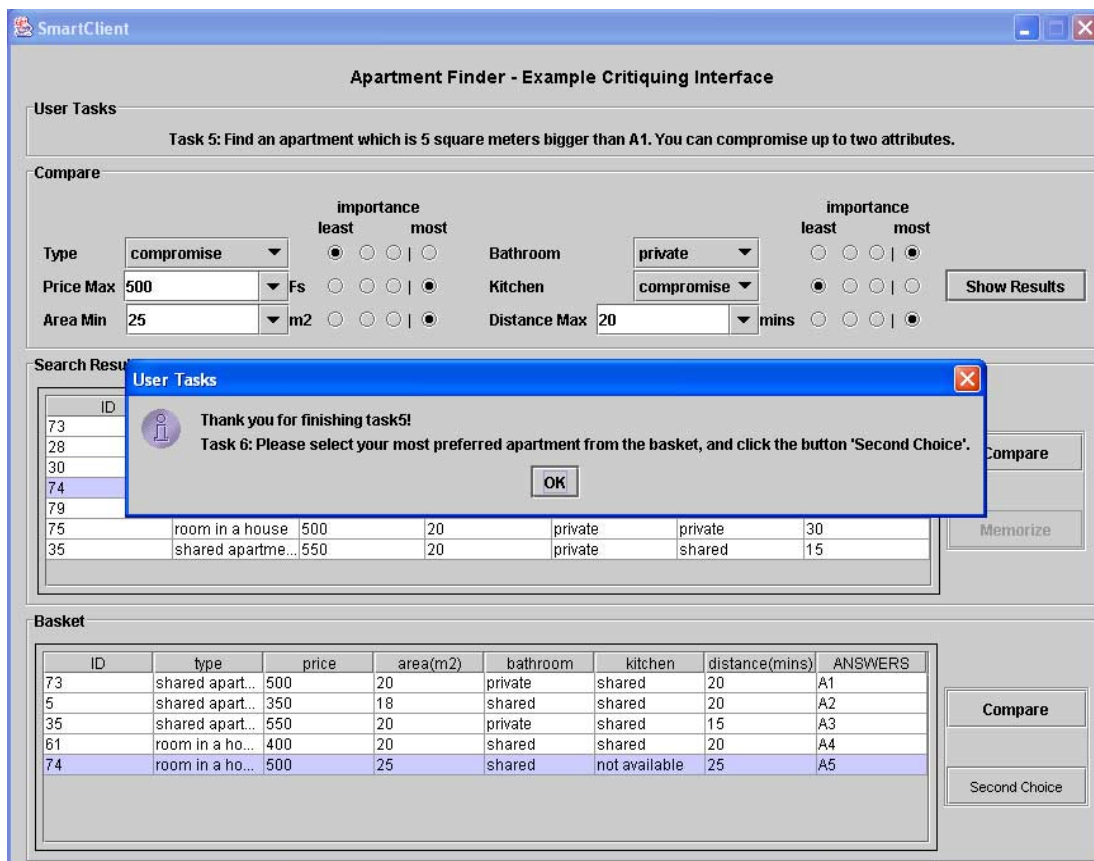 SmartClient
Apartment Finder - Example Critiquing Interface
User Tasks
Task 5: Find an apartment which is 5 square meters bigger than A1. You can compromise up to two attributes.
Compare
importance importance
least most least most
Type compromise Bathroom private
Price Max 500 Fs Kitchen compromise Show Results
Area Min 25 m2 Distance Max 20 mins
Search Resu
User Tasks
ID
Thank you for finishing task5!
Task 6: Please select your most preferred apartment from the basket, and click the button 'Second Choice'.
OK
73
28
30
74
79
Compare
75 room in a house 500 20 private private 30
35 shared apartme... 550 20 private shared 15
Memorize
Basket
ID type price area(m2) bathroom kitchen distance(mins) ANSWERS
73 shared apart... 500 20 private shared 20 A1
5 shared apart... 350 18 shared shared 20 A2
35 shared apart... 550 20 private shared 15 A3
61 room in a ho... 400 20 shared shared 20 A4
74 room in a ho... 500 25 shared not available 25 A5
Compare
Second Choice